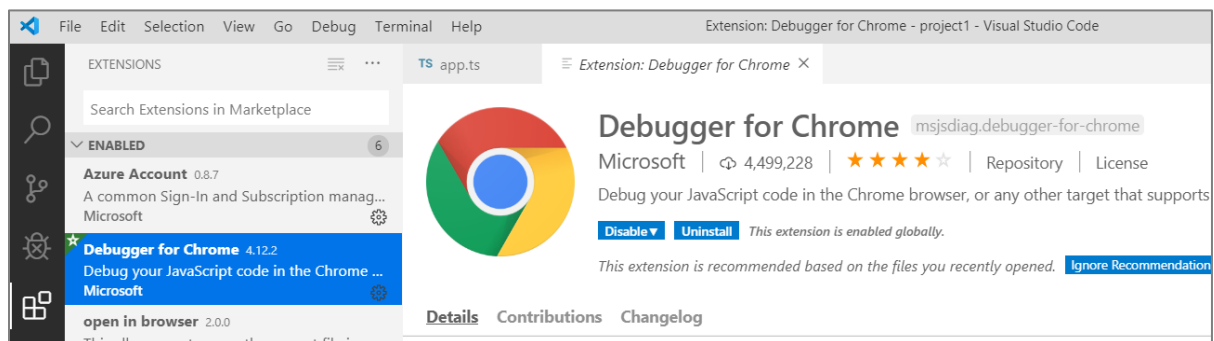 File Edit Selection View Go Debug Terminal Help
Extension: Debugger for Chrome - project1 - Visual Studio Code
EXTENSIONS
Search Extensions in Marketplace
ENABLED 6
Azure Account 0.8.7
A common Sign-In and Subscription manag...
Microsoft
Debugger for Chrome 4.12.2
Debug your JavaScript code in the Chrome ...
Microsoft
open in browser 2.0.0
TS app.ts
Extension: Debugger for Chrome
Debugger for Chrome msjsdiag.debugger-for-chrome
Microsoft 4,499,228 Repository License
Debug your JavaScript code in the Chrome browser, or any other target that supports
Disable Uninstall This extension is enabled globally.
This extension is recommended based on the files you recently opened. Ignore Recommendation
Details Contributions Changelog